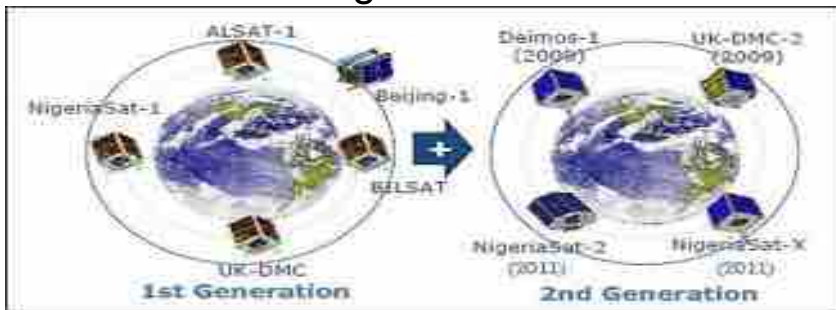 ALSAT-1
Beijing-1
NigeriaSat-1
BILSAT
UK-DMC
1st Generation
+
Deimos-1
(2009)
UK-DMC-2
(2009)
NigeriaSat-2
(2011)
NigeriaSat-X
(2011)
2nd Generation